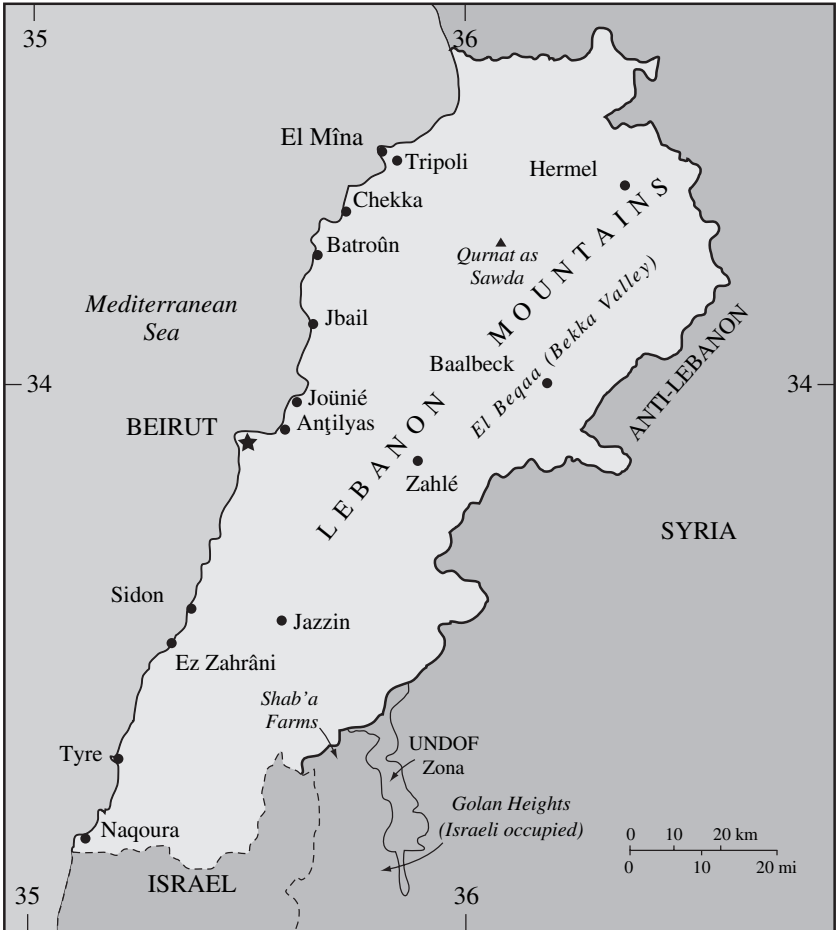 35
36
El Mîna
Tripoli
Hermel
Chekka
Batroûn
Qurnat as
Sawda
LEBANON MOUNTAINS
El Beqaa (Bekka Valley)
Mediterranean
Sea
Jbail
Baalbeck
ANTI-LEBANON
34
34
Joünié
Anţilyas
BEIRUT
Zahlé
SYRIA
Sidon
Jazzin
Ez Zahrâni
Shab'a
Farms
Tyre
UNDOF
Zona
Golan Heights
(Israeli occupied)
Naqoura
ISRAEL
0 10 20 km
0 10 20 mi
35
36